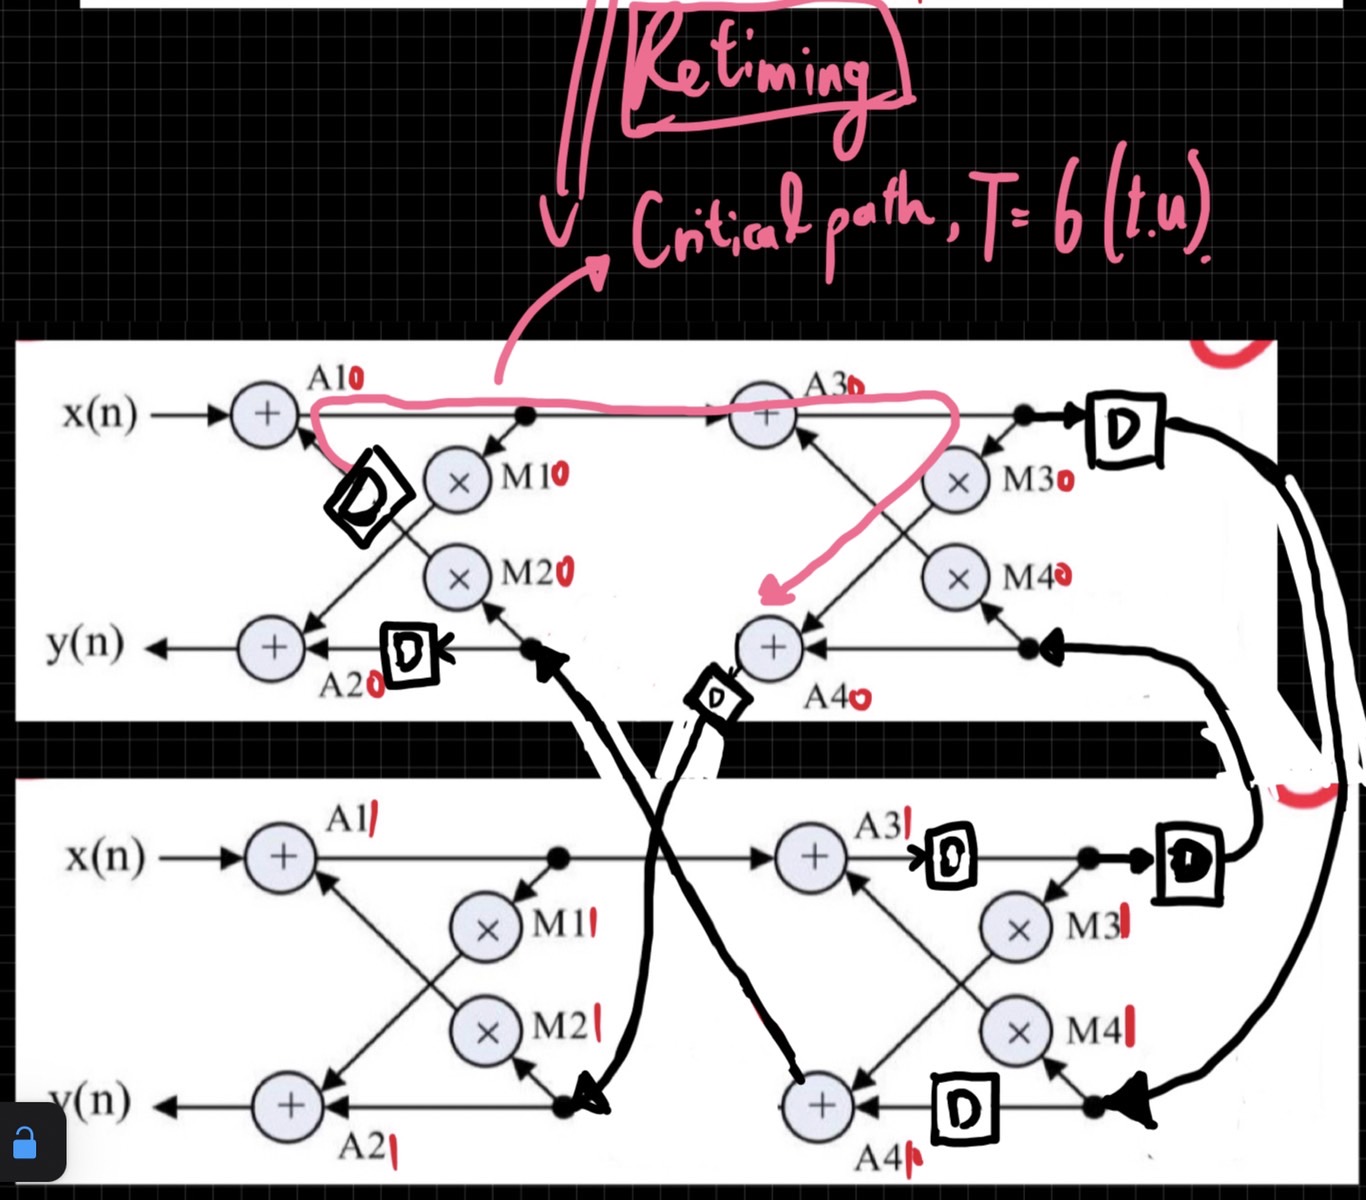 Retiming
Critical path, T= 6 (t.u).
A10 A30
x(n) + + D
D × M10 × M30
× M20 × M40
y(n) + D +
A20 D A40
A11 A31
x(n) + + D D
× M11 × M31
× M21 × M41
y(n) + + D
A21 A41